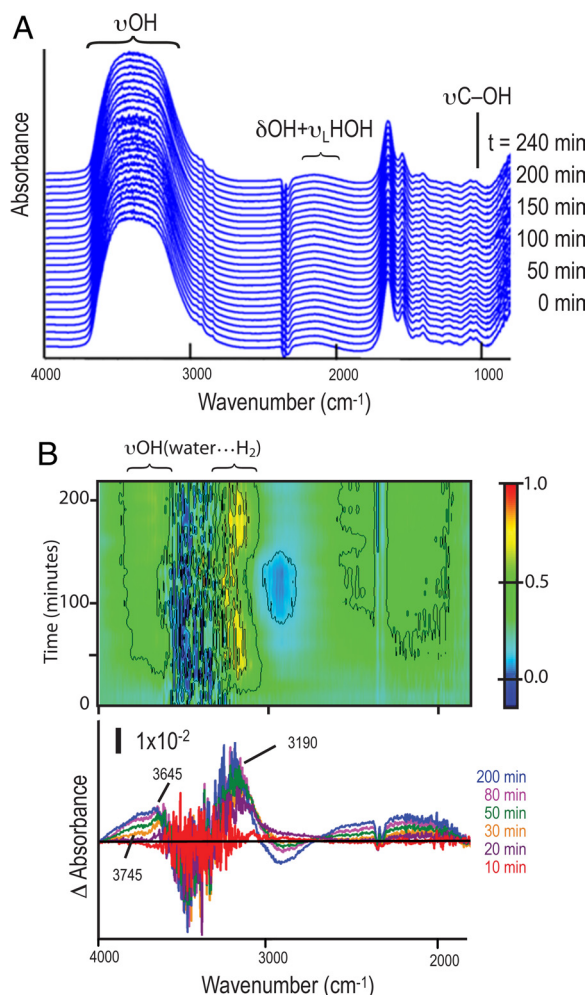 A
υOH
υC–OH
δOH+υLHOH
t = 240 min
200 min
150 min
100 min
50 min
0 min
Absorbance
4000
3000
2000
1000
Wavenumber (cm-1)
B
υOH(water···H2)
200
100
0
Time (minutes)
1.0
0.5
0.0
1x10-2
3190
3645
3745
200 min
80 min
50 min
30 min
20 min
10 min
Δ Absorbance
4000
3000
2000
Wavenumber (cm-1)